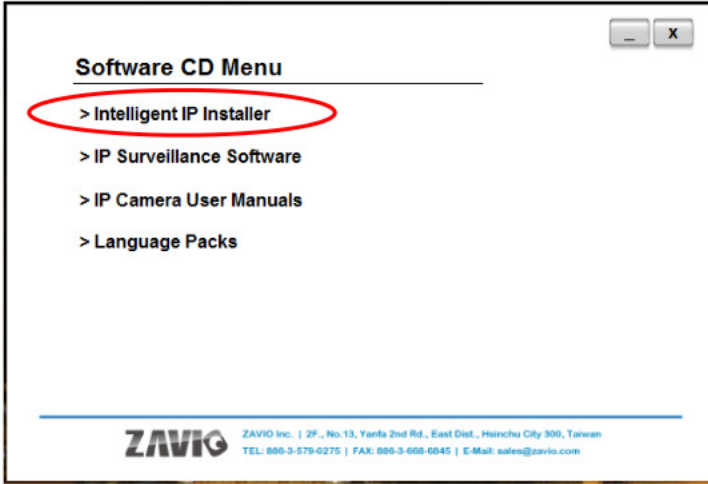 _ X
Software CD Menu
> Intelligent IP Installer
> IP Surveillance Software
> IP Camera User Manuals
> Language Packs
ZAVIO
ZAVIO Inc. | 2F., No.13, Yanfa 2nd Rd., East Dist., Hsinchu City 300, Taiwan
TEL: 886-3-579-0275 | FAX: 886-3-668-6845 | E-Mail: sales@zavio.com